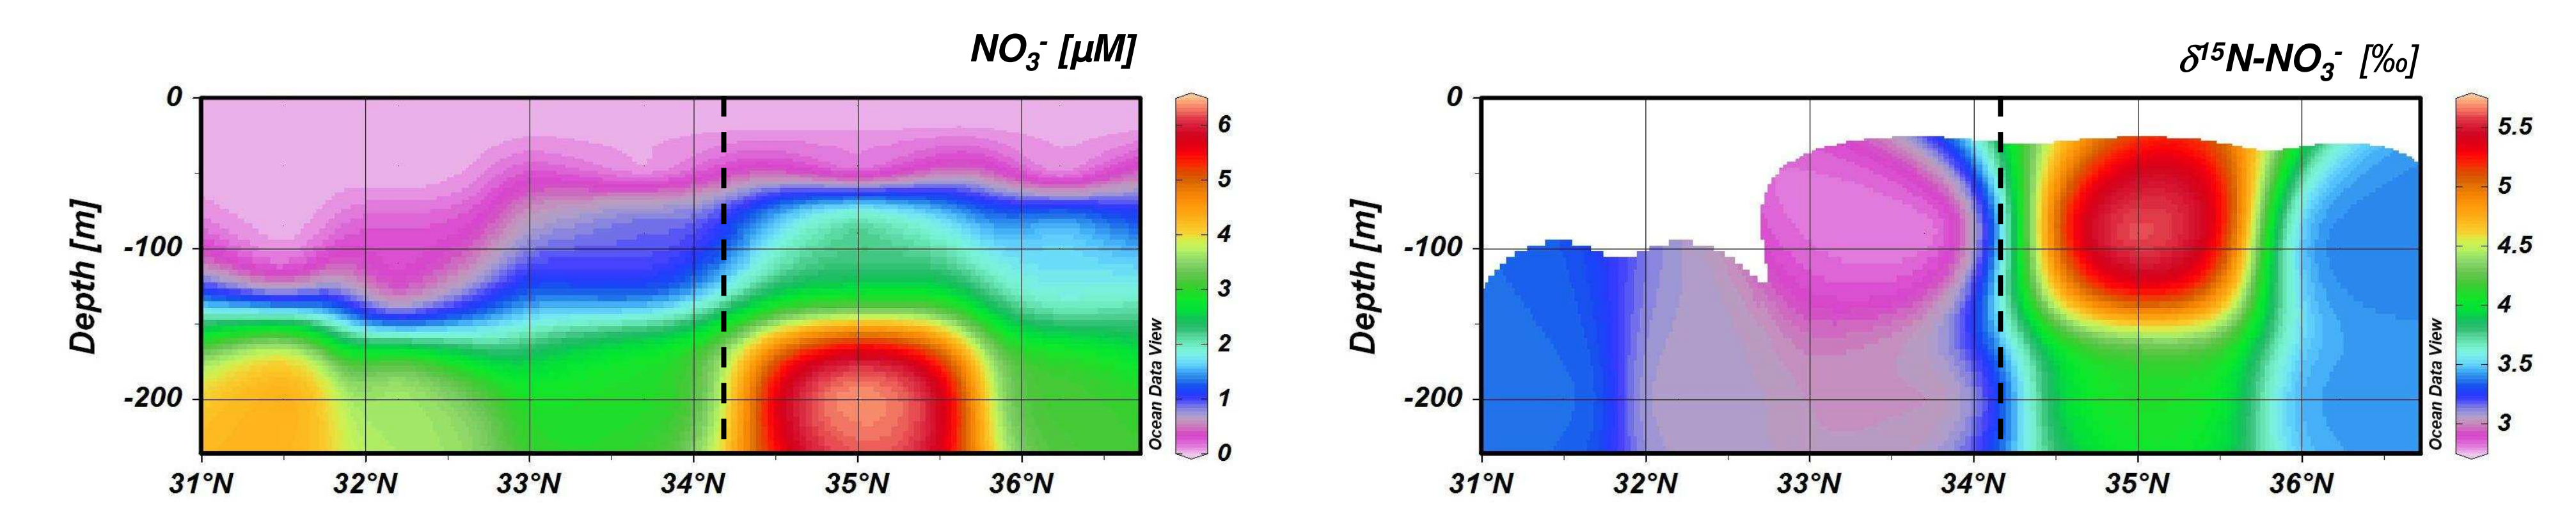 NO₃⁻ [μM]
0
-100
-200
Depth [m]
31°N 32°N 33°N 34°N 35°N 36°N
6
5
4
3
2
1
0
Ocean Data View
δ¹⁵N-NO₃⁻ [‰]
0
-100
-200
Depth [m]
31°N 32°N 33°N 34°N 35°N 36°N
5.5
5
4.5
4
3.5
3
Ocean Data View